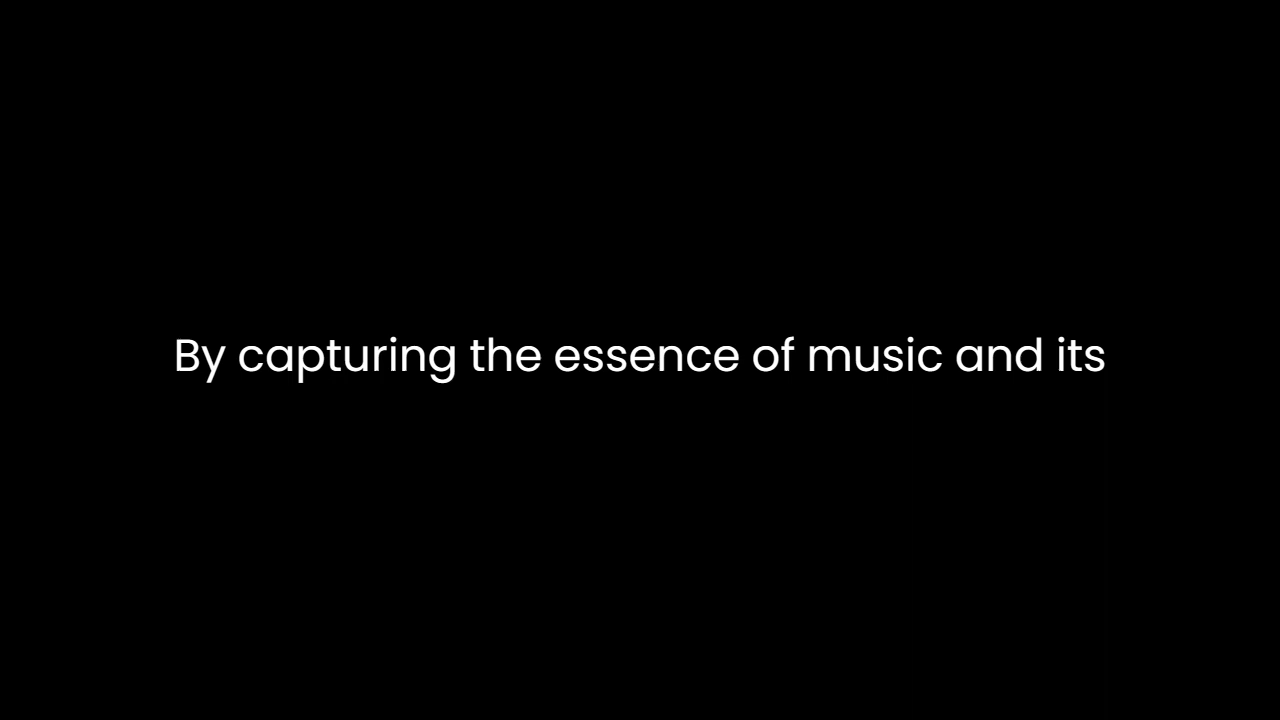 By capturing the essence of music and its